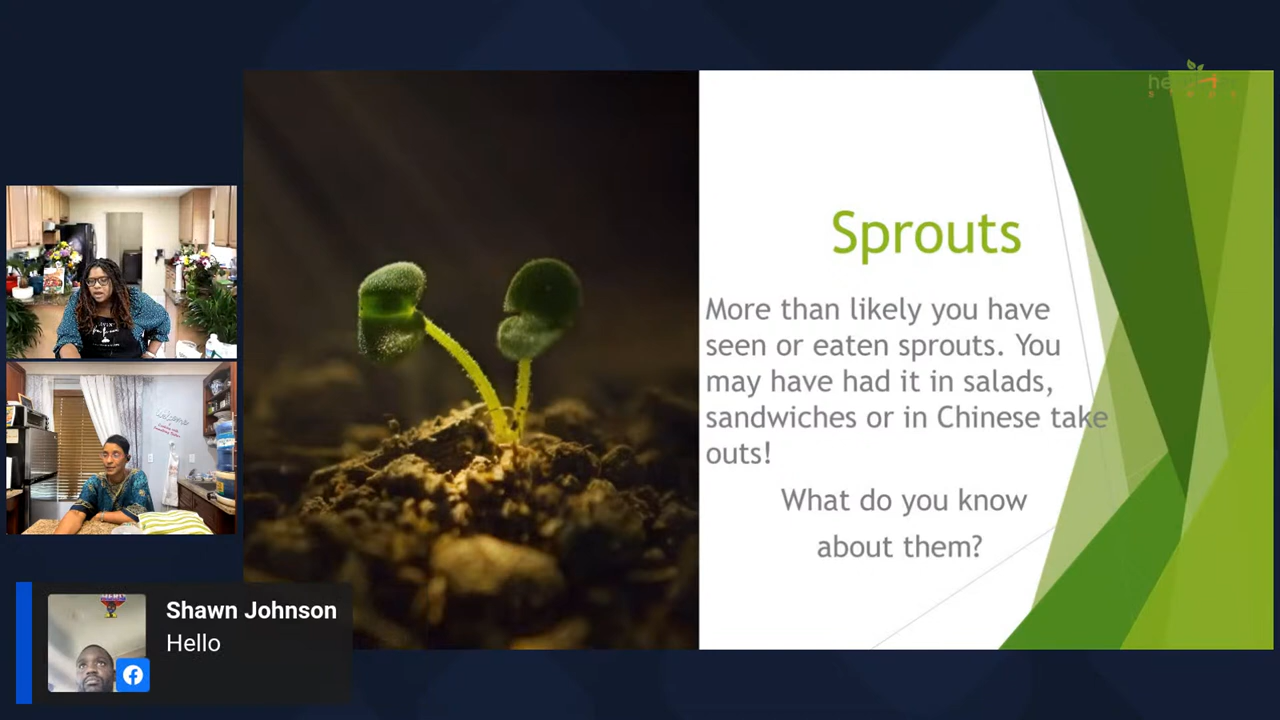 Sprouts
More than likely you have
seen or eaten sprouts. You
may have had it in salads,
sandwiches or in Chinese take
outs!
What do you know
about them?
Shawn Johnson
Hello